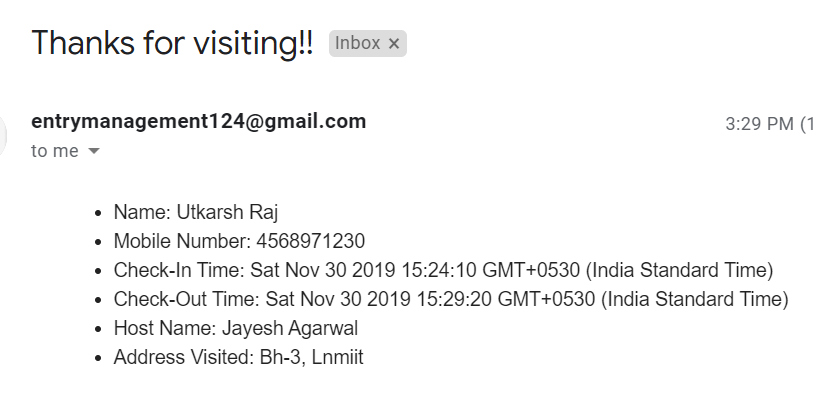 Thanks for visiting!! Inbox ×
entrymanagement124@gmail.com 3:29 PM (1
to me
• Name: Utkarsh Raj
• Mobile Number: 4568971230
• Check-In Time: Sat Nov 30 2019 15:24:10 GMT+0530 (India Standard Time)
• Check-Out Time: Sat Nov 30 2019 15:29:20 GMT+0530 (India Standard Time)
• Host Name: Jayesh Agarwal
• Address Visited: Bh-3, Lnmiit